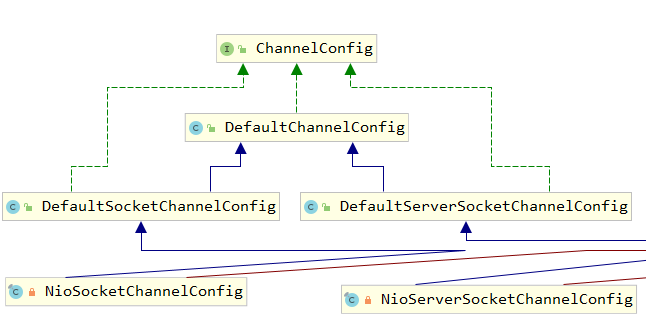 I ChannelConfig
C DefaultChannelConfig
C DefaultSocketChannelConfig
C DefaultServerSocketChannelConfig
C NioSocketChannelConfig
C NioServerSocketChannelConfig